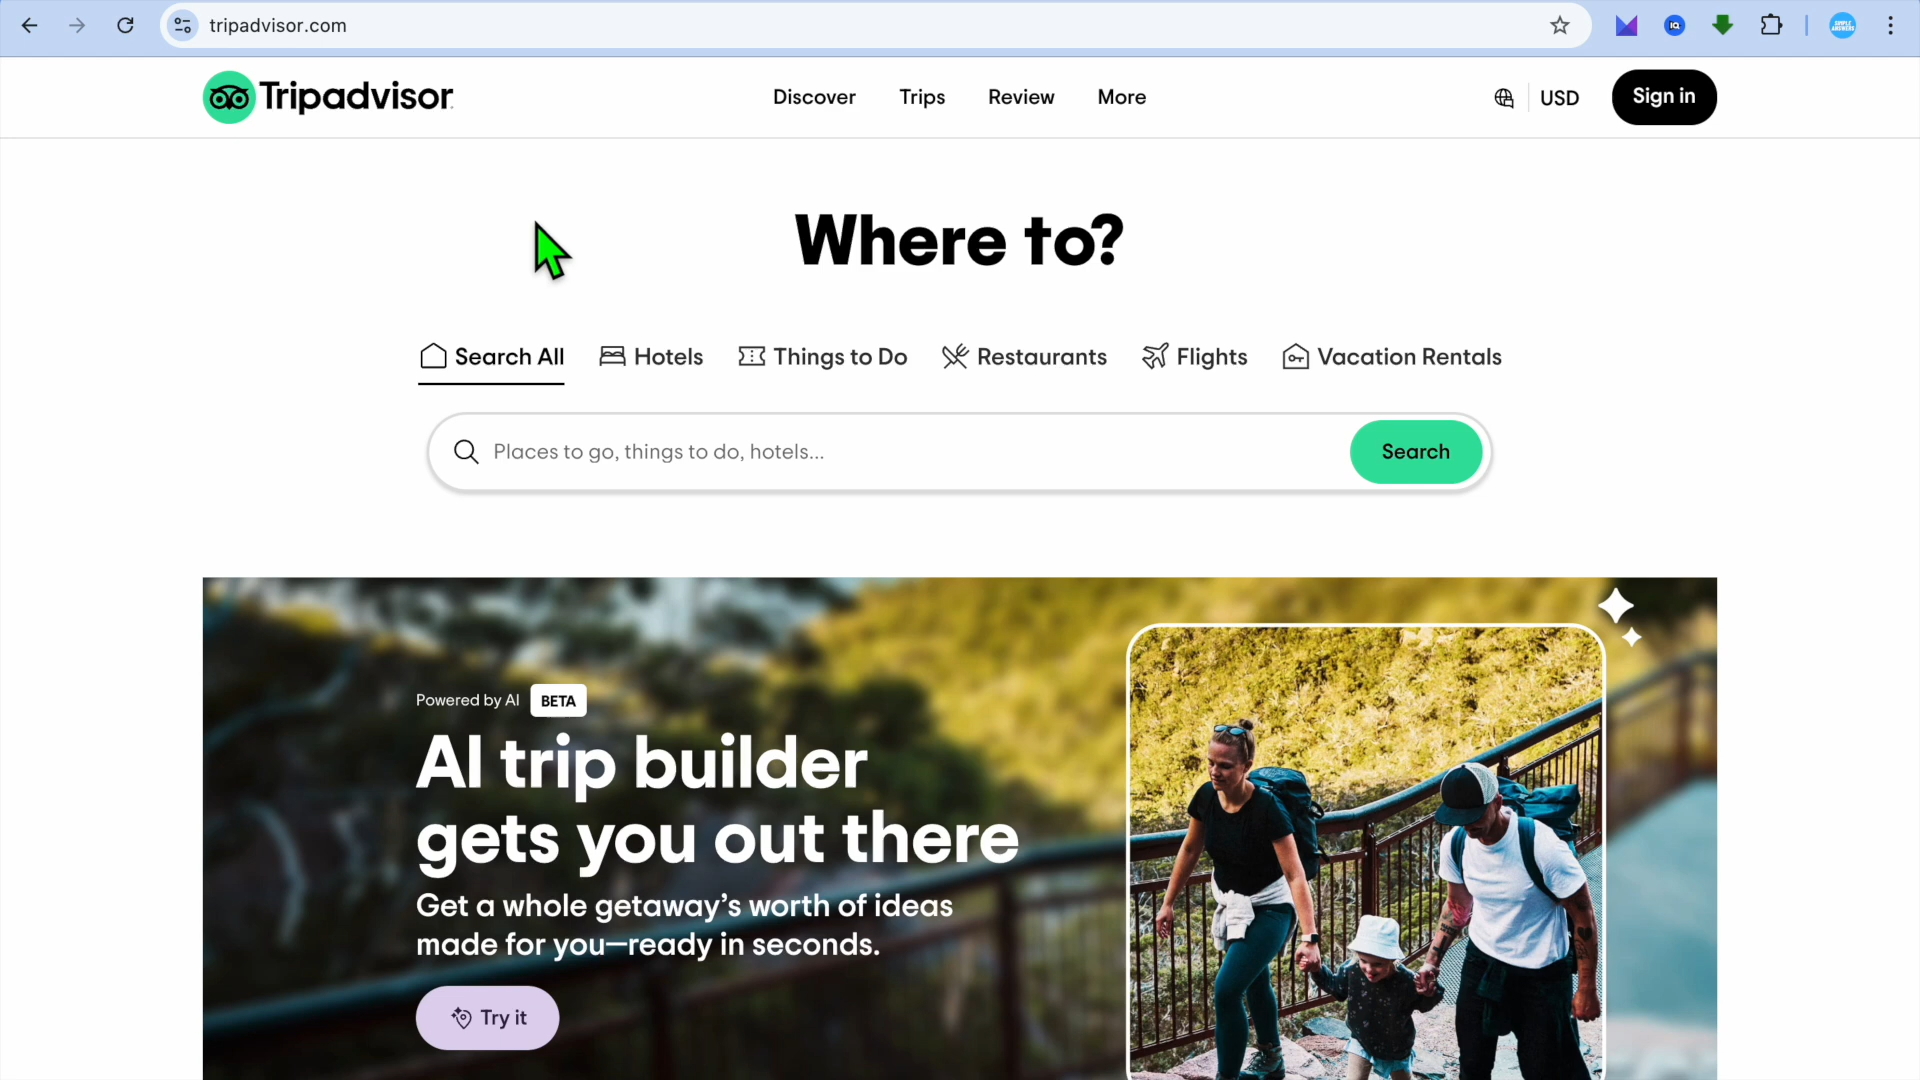 tripadvisor.com
Tripadvisor
Discover Trips Review More
USD Sign in
Where to?
Search All Hotels Things to Do Restaurants Flights Vacation Rentals
Places to go, things to do, hotels... Search
Powered by AI BETA
AI trip builder
gets you out there
Get a whole getaway's worth of ideas
made for you—ready in seconds.
Try it